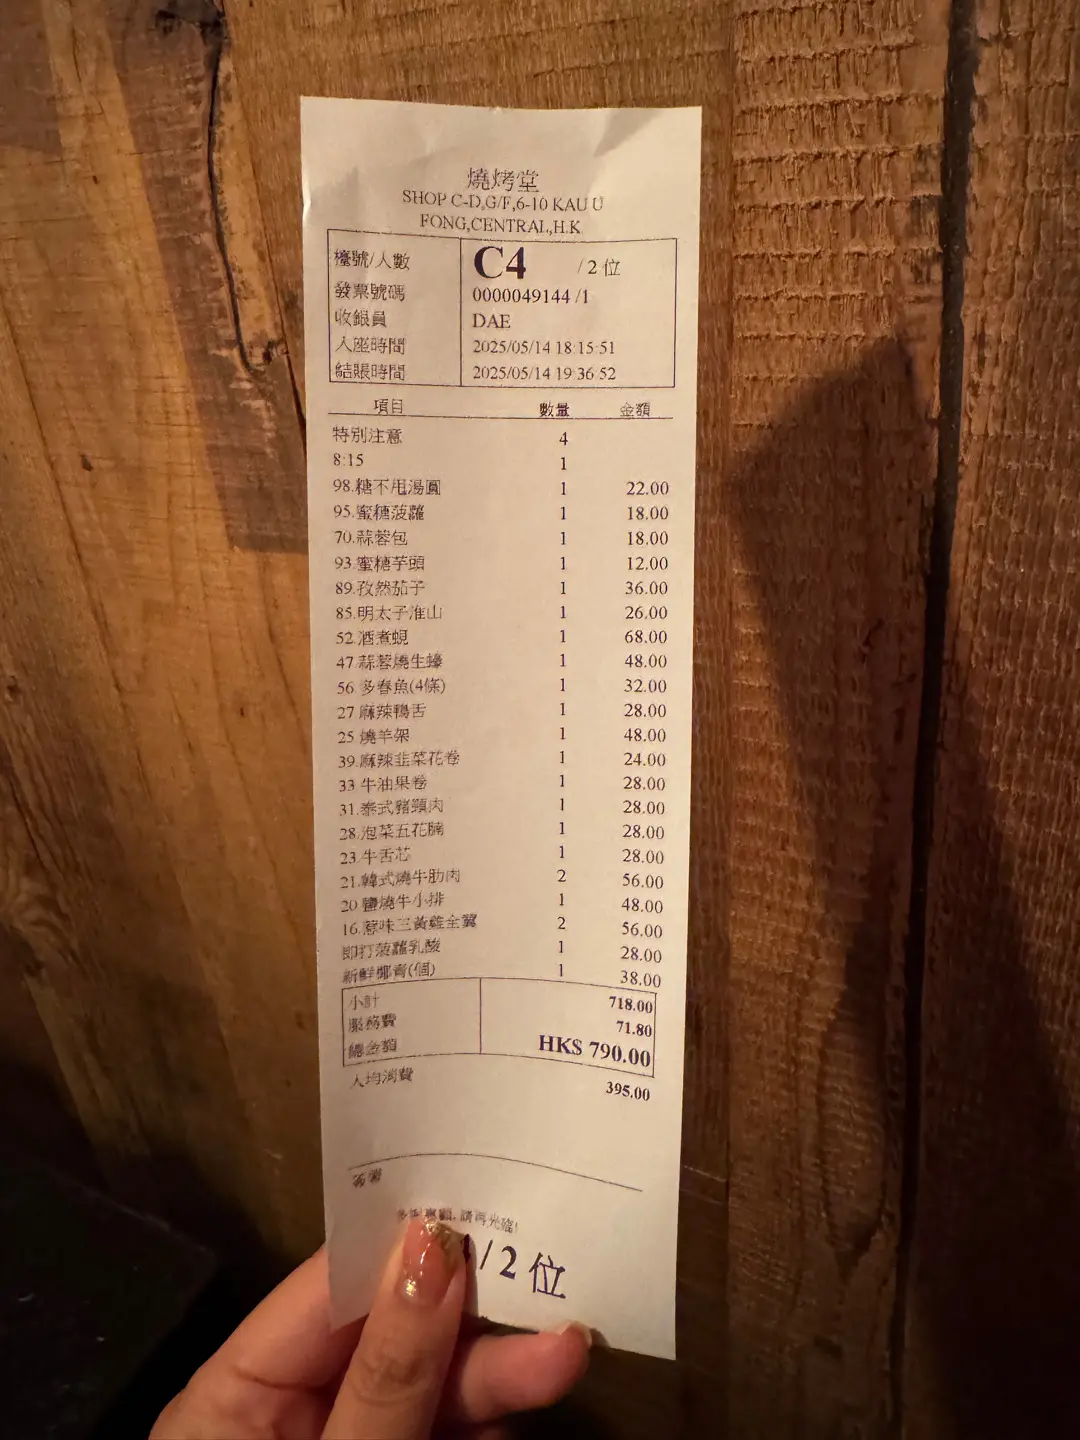 燒烤堂
SHOP C-D,G/F,6-10 KAU U
FONG,CENTRAL,H.K
檯號/人數 C4 /2 位
發票號碼 0000049144 /1
收銀員 DAE
入座時間 2025/05/14 18:15:51
結賬時間 2025/05/14 19:36:52
項目 數量 金額
特別注意 4
8:15 1
98.糖不甩湯圓 1 22.00
95.蜜糖菠蘿 1 18.00
70.蒜蓉包 1 18.00
93.蜜糖芋頭 1 12.00
89.孜然茄子 1 36.00
85.明太子淮山 1 26.00
52.酒煮蜆 1 68.00
47.蒜蓉燒生蠔 1 48.00
56.多春魚(4條) 1 32.00
27.麻辣鴨舌 1 28.00
25.燒羊架 1 48.00
39.麻辣韭菜花卷 1 24.00
33.牛油果卷 1 28.00
31.泰式豬頸肉 1 28.00
28.泡菜五花腩 1 28.00
23.牛舌芯 1 28.00
21.韓式燒牛肋肉 2 56.00
20.鹽燒牛小排 1 48.00
16.惹味三黃雞全翼 2 56.00
即打菠蘿乳酸 1 28.00
新鮮椰青(個) 1 38.00
小計 718.00
服務費 71.80
總金額 HK$ 790.00
人均消費 395.00
多謝惠顧, 請再光臨!
/2 位